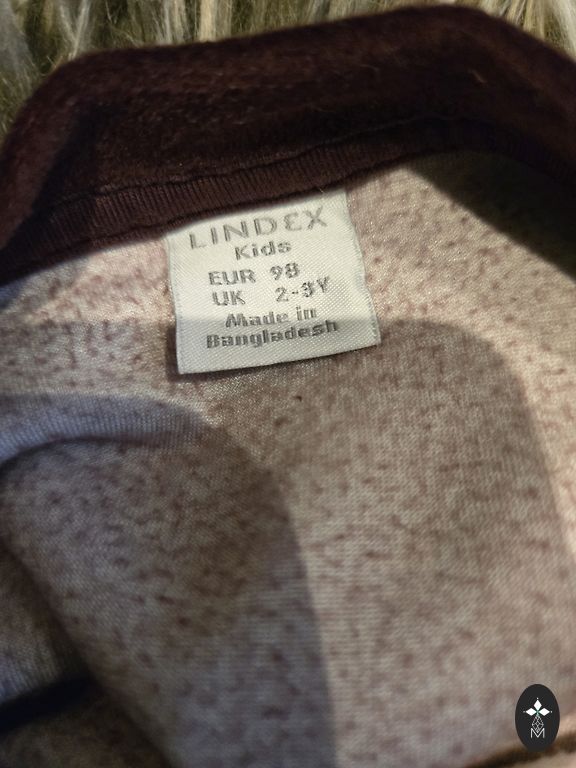 LINDEX
Kids
EUR 98
UK 2-3Y
Made in
Bangladesh
M